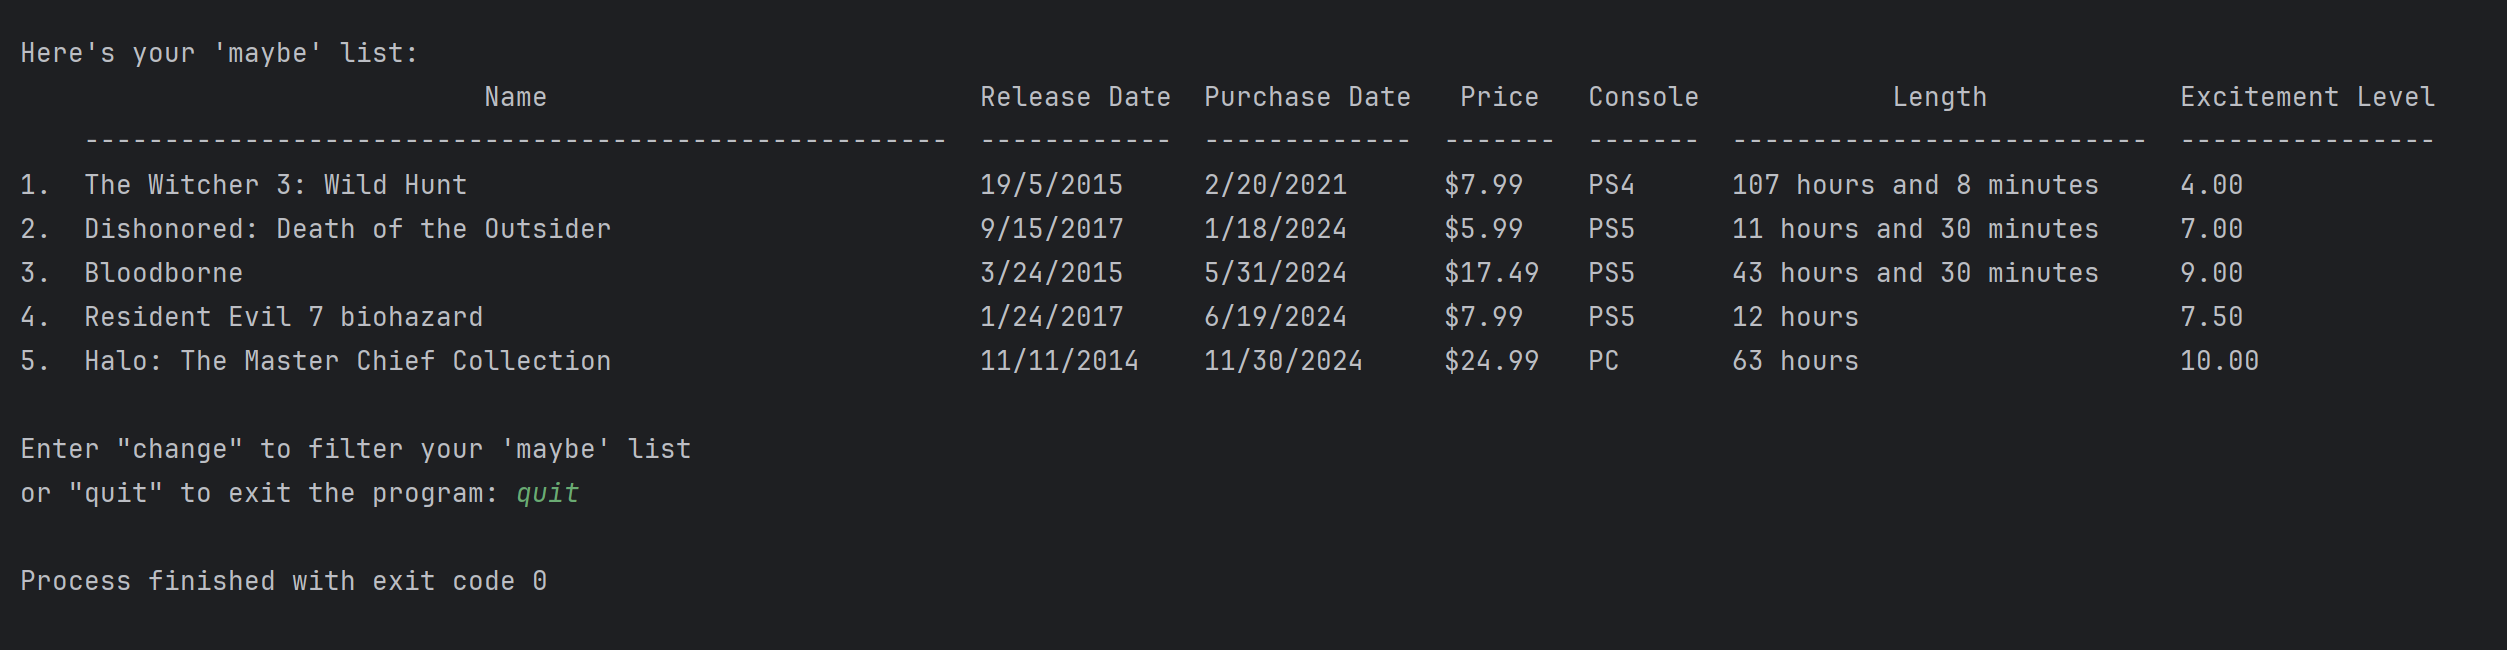 Here's your 'maybe' list:
                             Name                             Release Date  Purchase Date   Price   Console            Length            Excitement Level
    ------------------------------------------------------  ------------  -------------  -------  -------  --------------------------  ----------------
1.  The Witcher 3: Wild Hunt                                19/5/2015     2/20/2021      $7.99    PS4      107 hours and 8 minutes     4.00
2.  Dishonored: Death of the Outsider                       9/15/2017     1/18/2024      $5.99    PS5      11 hours and 30 minutes     7.00
3.  Bloodborne                                              3/24/2015     5/31/2024      $17.49   PS5      43 hours and 30 minutes     9.00
4.  Resident Evil 7 biohazard                               1/24/2017     6/19/2024      $7.99    PS5      12 hours                    7.50
5.  Halo: The Master Chief Collection                       11/11/2014    11/30/2024     $24.99   PC       63 hours                    10.00
Enter "change" to filter your 'maybe' list
or "quit" to exit the program: quit
Process finished with exit code 0